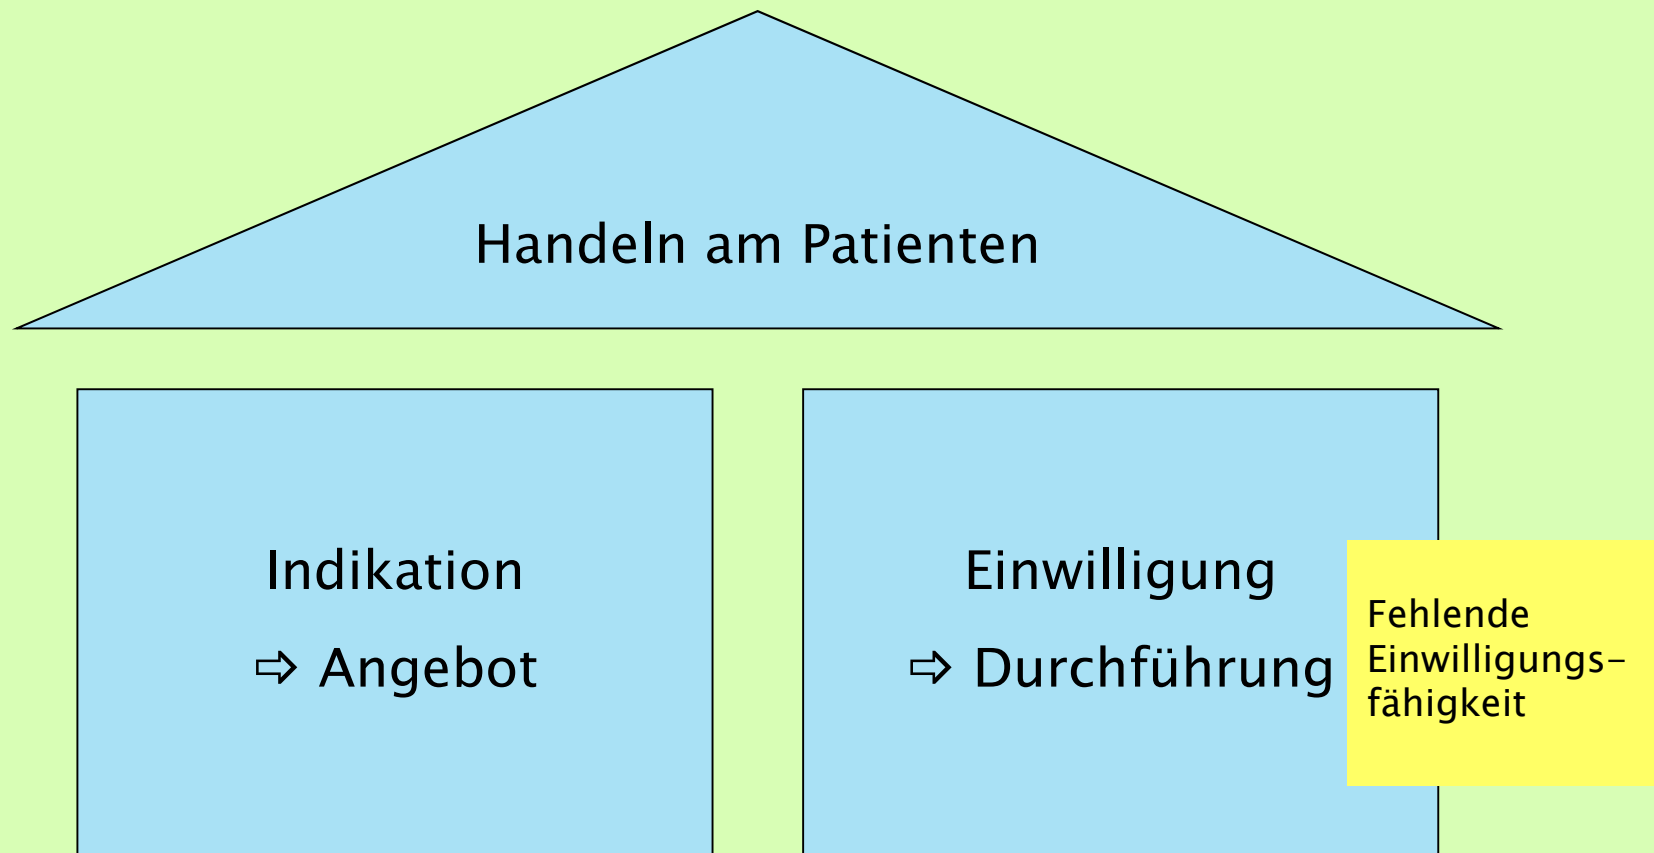 Handeln am Patienten
Indikation
⇨ Angebot
Einwilligung
⇨ Durchführung
Fehlende
Einwilligungs-
fähigkeit